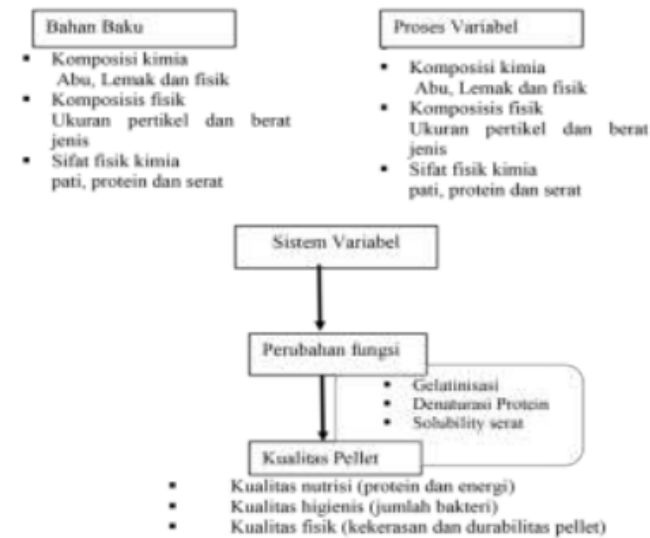 Bahan Baku
▪ Komposisi kimia
Abu, Lemak dan fisik
▪ Komposisis fisik
Ukuran pertikel dan berat
jenis
▪ Sifat fisik kimia
pati, protein dan serat
Proses Variabel
▪ Komposisi kimia
Abu, Lemak dan fisik
▪ Komposisis fisik
Ukuran pertikel dan berat
jenis
▪ Sifat fisik kimia
pati, protein dan serat
Sistem Variabel
Perubahan fungsi
• Gelatinisasi
• Denaturasi Protein
• Solubility serat
Kualitas Pellet
▪ Kualitas nutrisi (protein dan energi)
▪ Kualitas higienis (jumlah bakteri)
▪ Kualitas fisik (kekerasan dan durabilitas pellet)